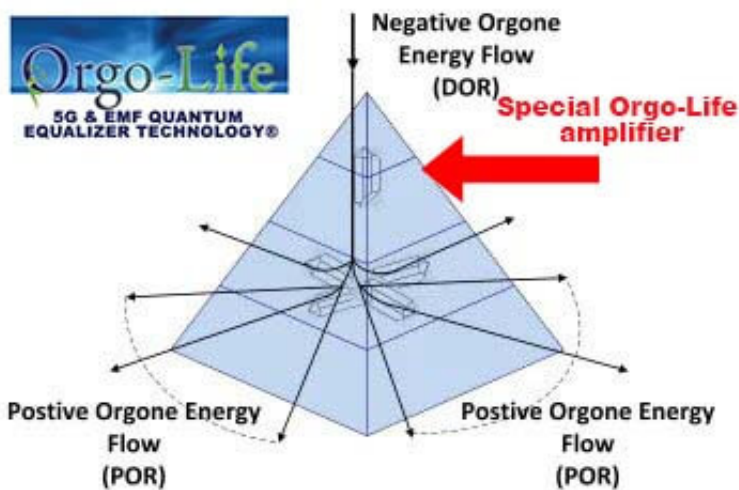 Orgo-Life
5G & EMF QUANTUM
EQUALIZER TECHNOLOGY®
Negative Orgone
Energy Flow
(DOR)
Special Orgo-Life
amplifier
Postive Orgone Energy
Flow
(POR)
Postive Orgone Energy
Flow
(POR)